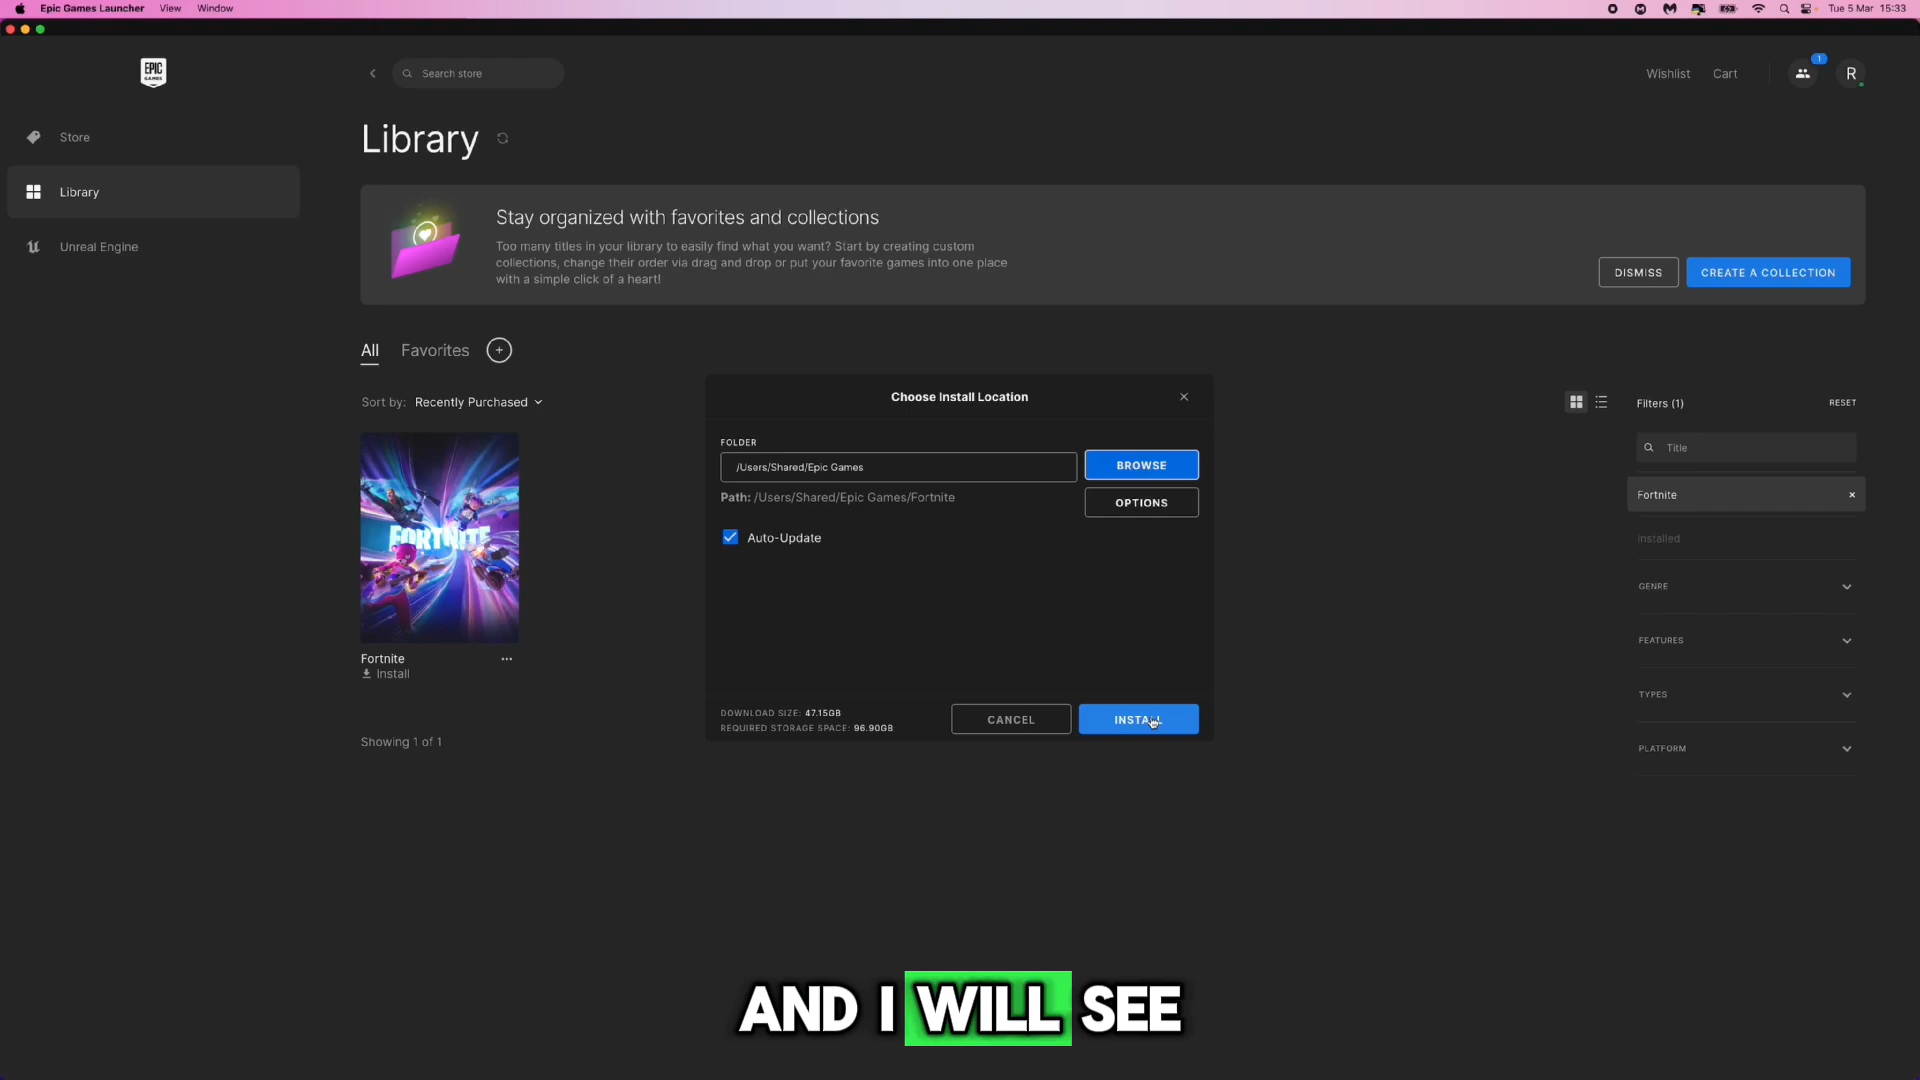 Epic Games Launcher View Window
Tue 5 Mar 15:33
EPIC
GAMES
Search store
Wishlist
Cart
1
R
Store
Library
Unreal Engine
Library
Stay organized with favorites and collections
Too many titles in your library to easily find what you want? Start by creating custom
collections, change their order via drag and drop or put your favorite games into one place
with a simple click of a heart!
DISMISS
CREATE A COLLECTION
All
Favorites
Sort by: Recently Purchased
FORTNITE
Fortnite
Install
Showing 1 of 1
Choose Install Location
FOLDER
/Users/Shared/Epic Games
BROWSE
Path: /Users/Shared/Epic Games/Fortnite
OPTIONS
Auto-Update
DOWNLOAD SIZE: 47.15GB
REQUIRED STORAGE SPACE: 96.90GB
CANCEL
INSTALL
Filters (1)
RESET
Title
Fortnite
Installed
GENRE
FEATURES
TYPES
PLATFORM
AND I WILL SEE